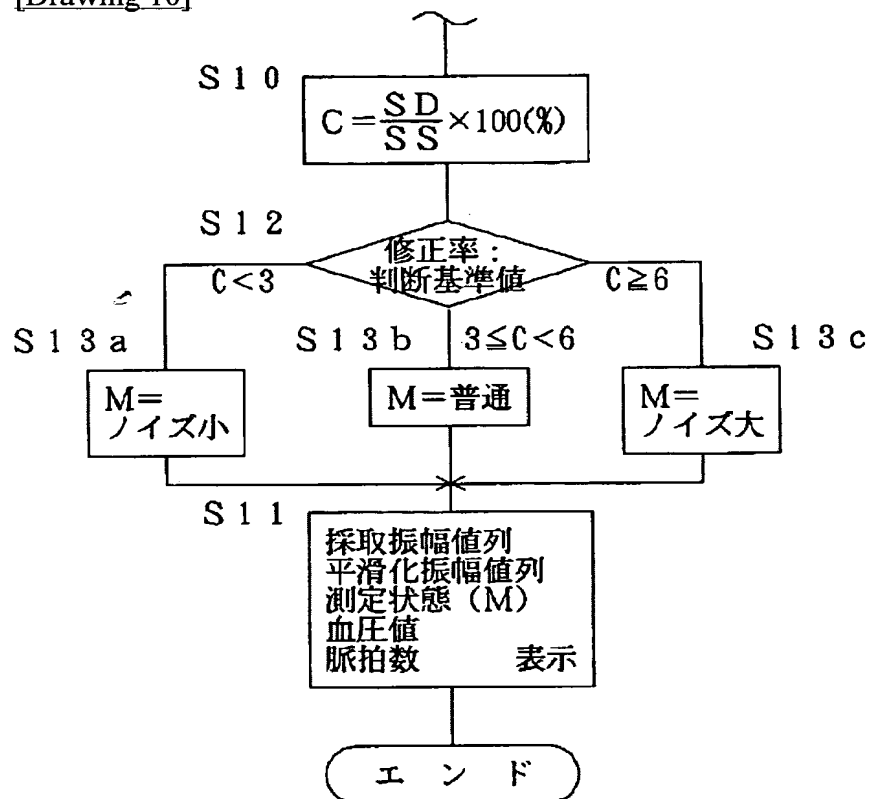 [Drawing 10]
S10
C=SD/SS×100(%)
S12
修正率:
判断基準値
C<3
C≧6
S13a
S13b
3≦C<6
S13c
M=
ノイズ小
M=普通
M=
ノイズ大
S11
採取振幅値列
平滑化振幅値列
測定状態(M)
血圧値
脈拍数 表示
エンド